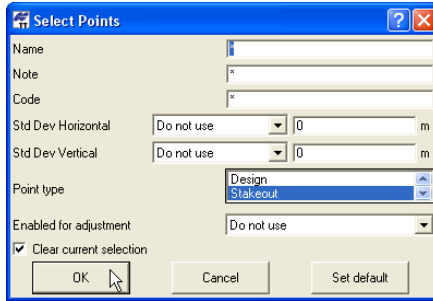 Select Points
Name *
Note *
Code *
Std Dev Horizontal Do not use 0 m
Std Dev Vertical Do not use 0 m
Point type Design
Stakeout
Enabled for adjustment Do not use
Clear current selection
OK Cancel Set default